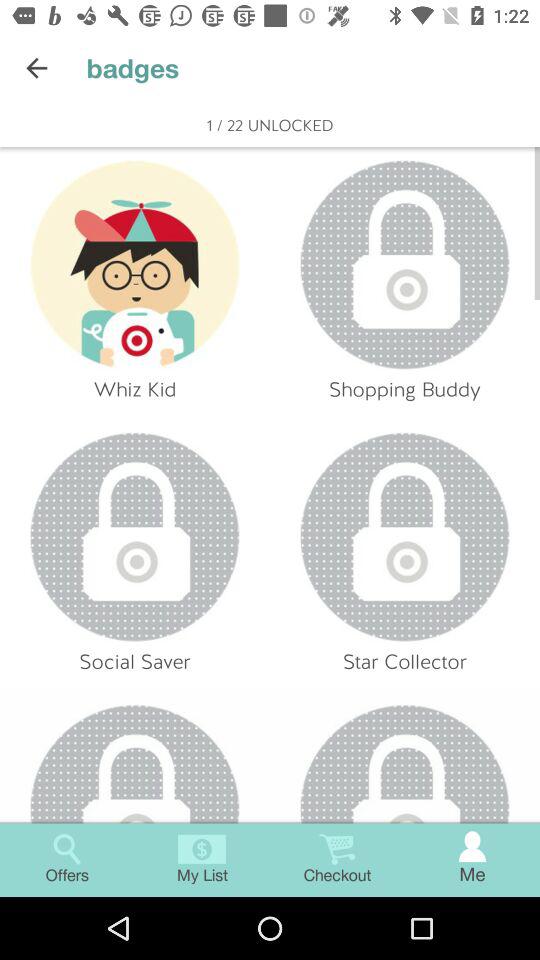 1:22
badges
1 / 22 UNLOCKED
Whiz Kid
Shopping Buddy
Social Saver
Star Collector
Offers
My List
Checkout
Me